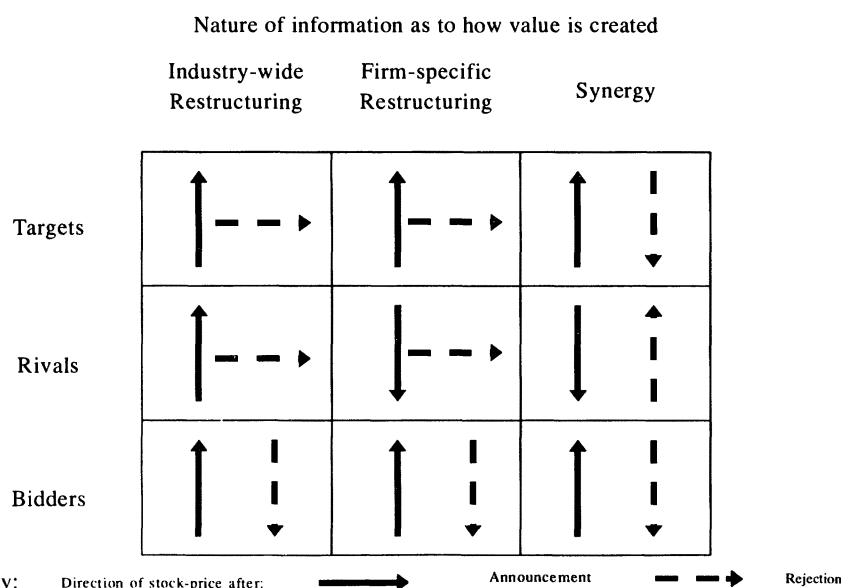 Nature of information as to how value is created
Industry-wide Restructuring
Firm-specific Restructuring
Synergy
Targets
Rivals
Bidders
Direction of stock-price after: Announcement Rejection